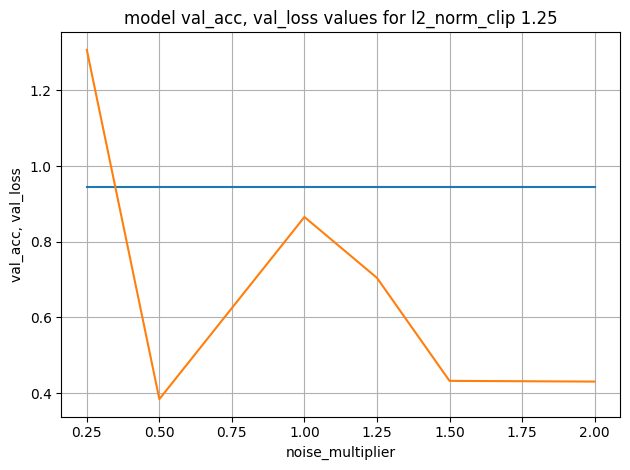 model val_acc, val_loss values for l2_norm_clip 1.25
val_acc, val_loss
1.2
1.0
0.8
0.6
0.4
0.25 0.50 0.75 1.00 1.25 1.50 1.75 2.00
noise_multiplier